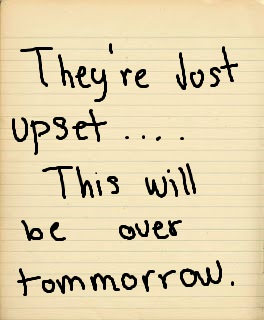 They're Just
upset ....
This will
be over
tommorrow.